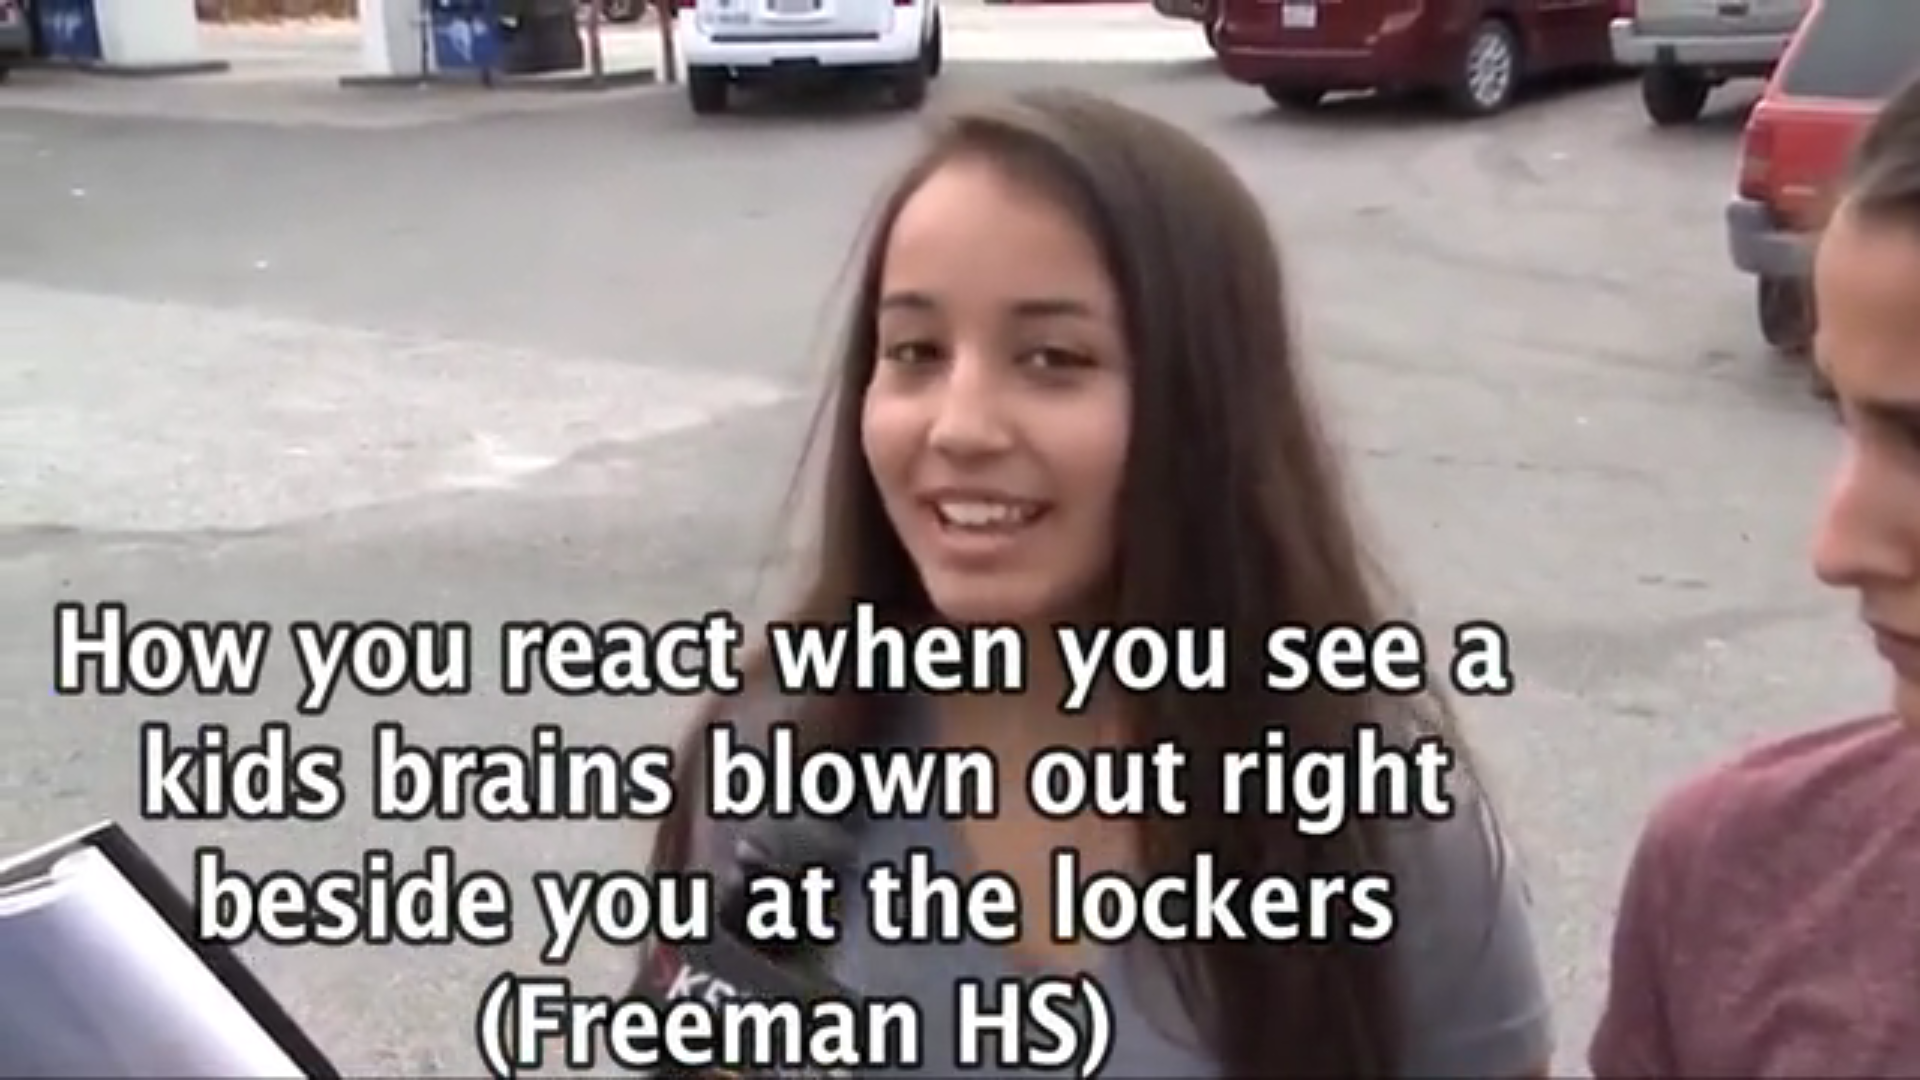 How you react when you see a
kids brains blown out right
beside you at the lockers
(Freeman HS)